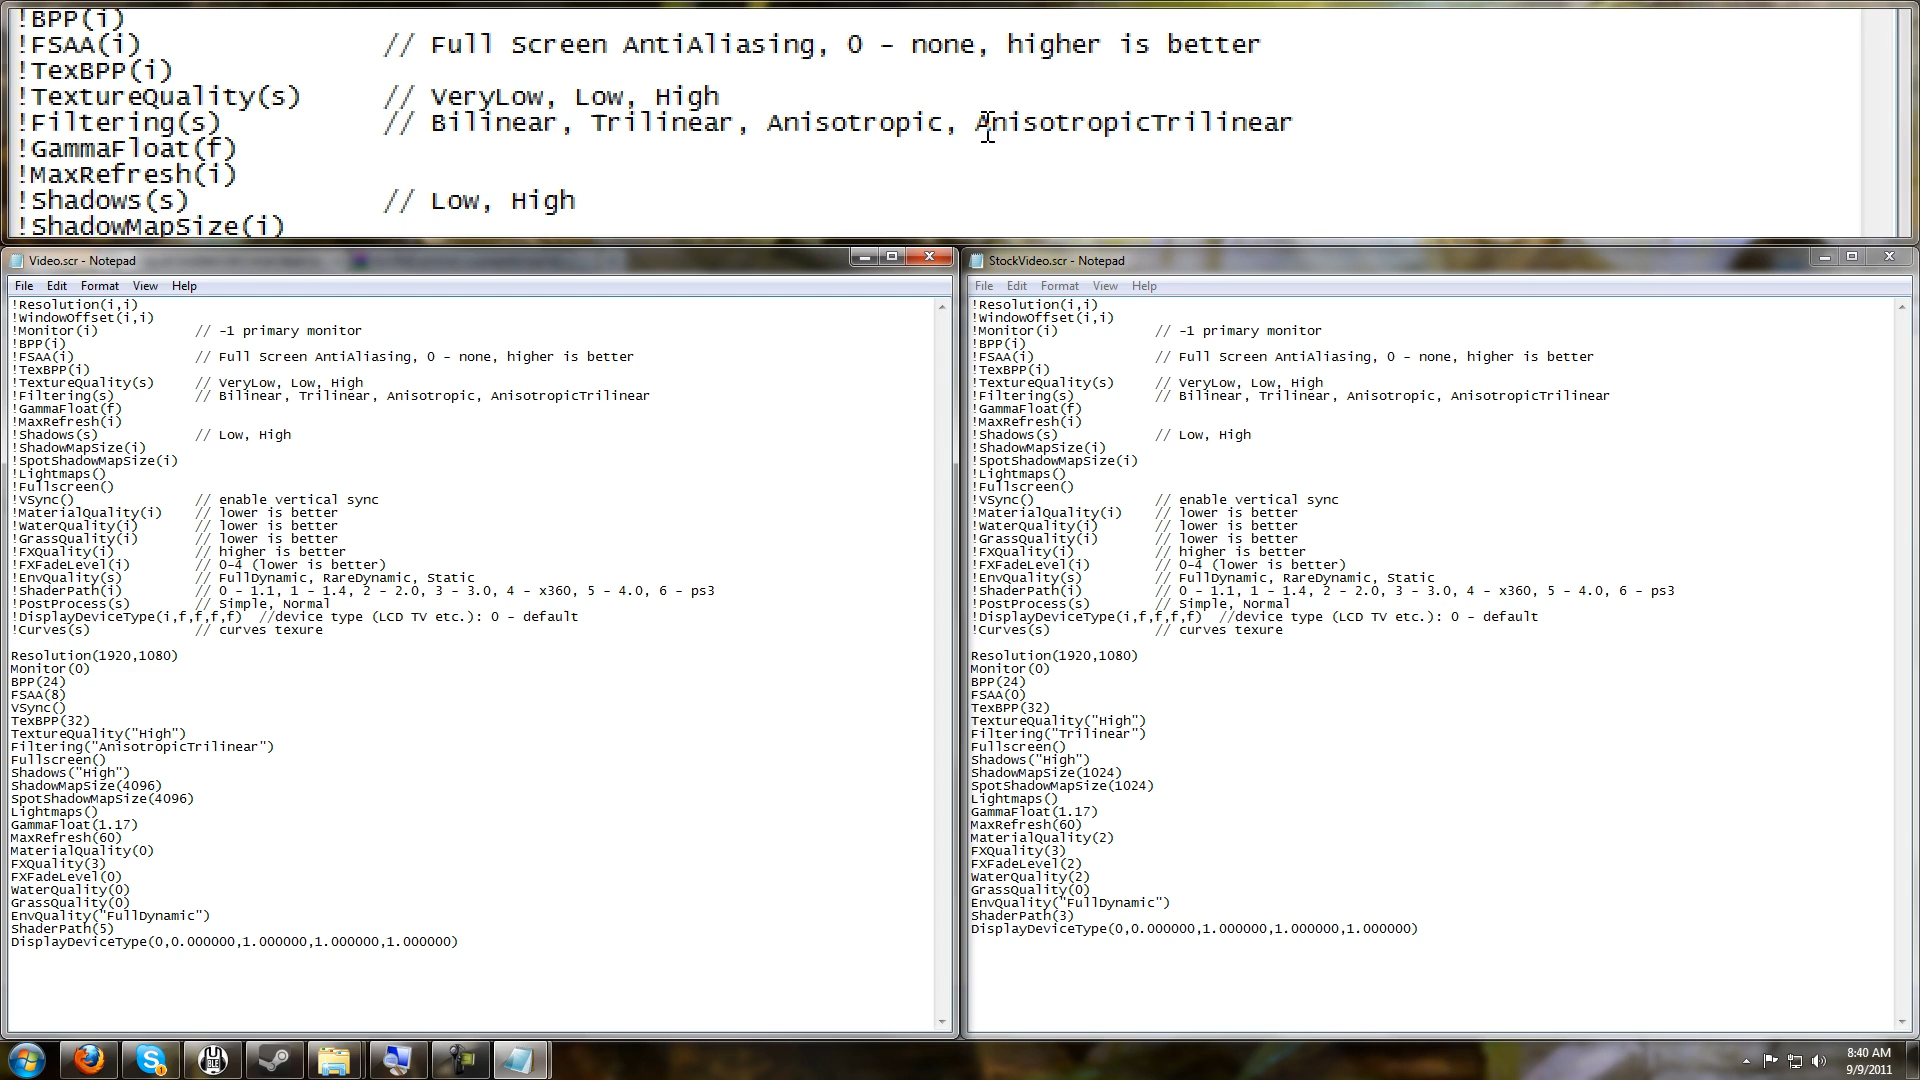 !BPP(i)
!FSAA(i) // Full Screen AntiAliasing, 0 - none, higher is better
!TexBPP(i)
!TextureQuality(s) // VeryLow, Low, High
!Filtering(s) // Bilinear, Trilinear, Anisotropic, AnisotropicTrilinear
!GammaFloat(f)
!MaxRefresh(i)
!Shadows(s) // Low, High
!ShadowMapSize(i)
Video.scr - Notepad
File Edit Format View Help
!Resolution(i,i)
!WindowOffset(i,i)
!Monitor(i) // -1 primary monitor
!BPP(i)
!FSAA(i) // Full Screen AntiAliasing, 0 - none, higher is better
!TexBPP(i)
!TextureQuality(s) // VeryLow, Low, High
!Filtering(s) // Bilinear, Trilinear, Anisotropic, AnisotropicTrilinear
!GammaFloat(f)
!MaxRefresh(i)
!Shadows(s) // Low, High
!ShadowMapSize(i)
!SpotShadowMapSize(i)
!Lightmaps()
!Fullscreen()
!VSync() // enable vertical sync
!MaterialQuality(i) // lower is better
!WaterQuality(i) // lower is better
!GrassQuality(i) // lower is better
!FXQuality(i) // higher is better
!FXFadeLevel(i) // 0-4 (lower is better)
!EnvQuality(s) // FullDynamic, RareDynamic, Static
!ShaderPath(i) // 0 - 1.1, 1 - 1.4, 2 - 2.0, 3 - 3.0, 4 - x360, 5 - 4.0, 6 - ps3
!PostProcess(s) // Simple, Normal
!DisplayDeviceType(i,f,f,f,f) //device type (LCD TV etc.): 0 - default
!Curves(s) // curves texure
Resolution(1920,1080)
Monitor(0)
BPP(24)
FSAA(8)
VSync()
TexBPP(32)
TextureQuality("High")
Filtering("AnisotropicTrilinear")
Fullscreen()
Shadows("High")
ShadowMapSize(4096)
SpotShadowMapSize(4096)
Lightmaps()
GammaFloat(1.17)
MaxRefresh(60)
MaterialQuality(0)
FXQuality(3)
FXFadeLevel(0)
WaterQuality(0)
GrassQuality(0)
EnvQuality("FullDynamic")
ShaderPath(5)
DisplayDeviceType(0,0.000000,1.000000,1.000000,1.000000)
StockVideo.scr - Notepad
File Edit Format View Help
!Resolution(i,i)
!WindowOffset(i,i)
!Monitor(i) // -1 primary monitor
!BPP(i)
!FSAA(i) // Full Screen AntiAliasing, 0 - none, higher is better
!TexBPP(i)
!TextureQuality(s) // VeryLow, Low, High
!Filtering(s) // Bilinear, Trilinear, Anisotropic, AnisotropicTrilinear
!GammaFloat(f)
!MaxRefresh(i)
!Shadows(s) // Low, High
!ShadowMapSize(i)
!SpotShadowMapSize(i)
!Lightmaps()
!Fullscreen()
!VSync() // enable vertical sync
!MaterialQuality(i) // lower is better
!WaterQuality(i) // lower is better
!GrassQuality(i) // lower is better
!FXQuality(i) // higher is better
!FXFadeLevel(i) // 0-4 (lower is better)
!EnvQuality(s) // FullDynamic, RareDynamic, Static
!ShaderPath(i) // 0 - 1.1, 1 - 1.4, 2 - 2.0, 3 - 3.0, 4 - x360, 5 - 4.0, 6 - ps3
!PostProcess(s) // Simple, Normal
!DisplayDeviceType(i,f,f,f,f) //device type (LCD TV etc.): 0 - default
!Curves(s) // curves texure
Resolution(1920,1080)
Monitor(0)
BPP(24)
FSAA(0)
TexBPP(32)
TextureQuality("High")
Filtering("Trilinear")
Fullscreen()
Shadows("High")
ShadowMapSize(1024)
SpotShadowMapSize(1024)
Lightmaps()
GammaFloat(1.17)
MaxRefresh(60)
MaterialQuality(2)
FXQuality(3)
FXFadeLevel(2)
WaterQuality(2)
GrassQuality(0)
EnvQuality("FullDynamic")
ShaderPath(3)
DisplayDeviceType(0,0.000000,1.000000,1.000000,1.000000)
8:40 AM
9/9/2011